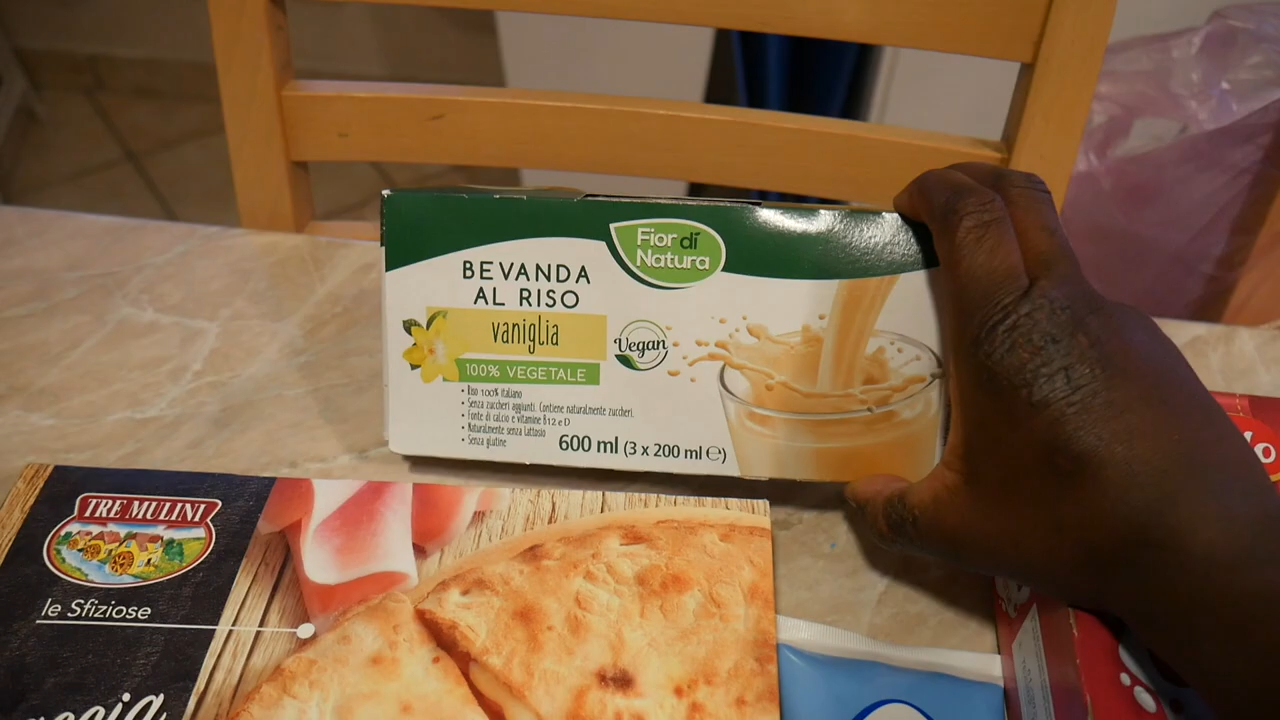 Fior di
Natura
BEVANDA
AL RISO
vaniglia
100% VEGETALE
Vegan
• Riso 100% italiano
• Senza zuccheri aggiunti. Contiene naturalmente zuccheri.
• Fonte di calcio e vitamine B12 e D
• Naturalmente senza lattosio
• Senza glutine
600 ml (3 x 200 ml ℮)
TRE MULINI
le Sfiziose